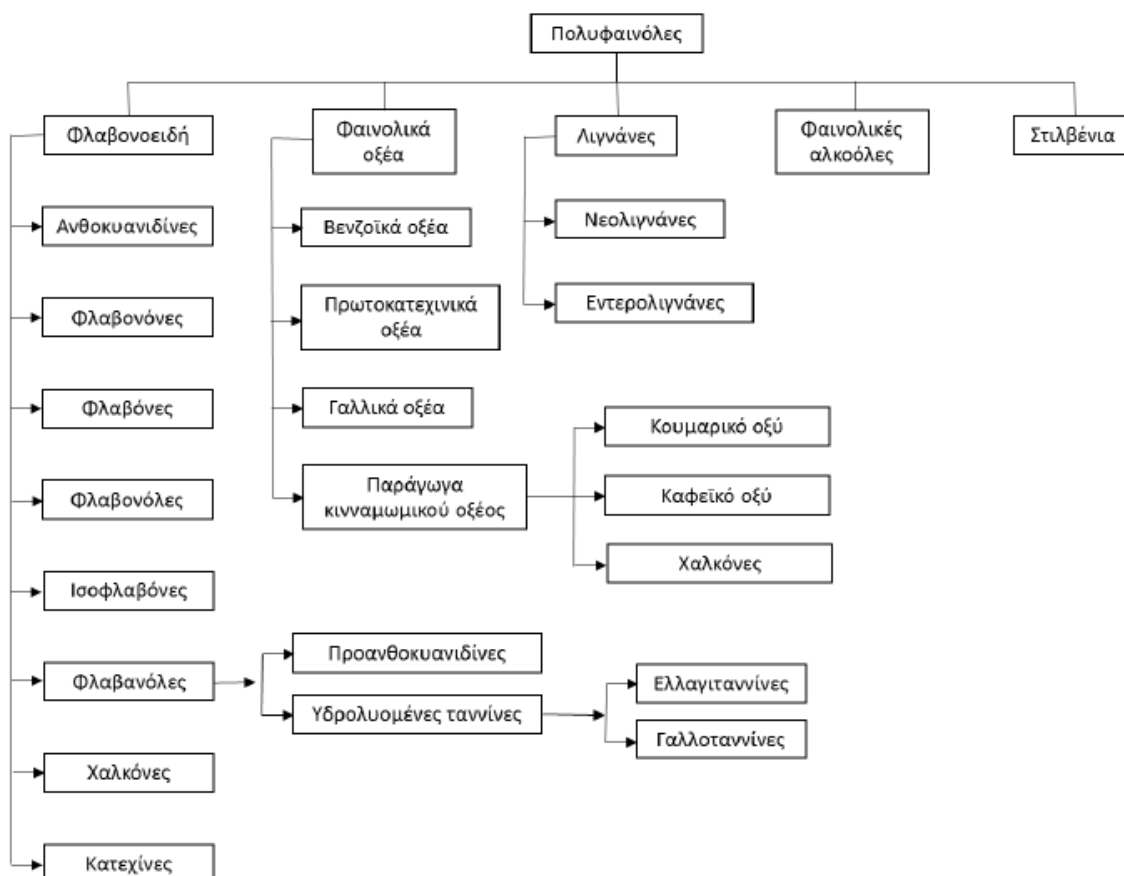 Πολυφαινόλες
Φλαβονοειδή
Φαινολικά
οξέα
Λιγνάνες
Φαινολικές
αλκοόλες
Στιλβένια
Ανθοκυανιδίνες
Βενζοϊκά οξέα
Νεολιγνάνες
Φλαβονόνες
Πρωτοκατεχινικά
οξέα
Εντερολιγνάνες
Φλαβόνες
Γαλλικά οξέα
Κουμαρικό οξύ
Φλαβονόλες
Παράγωγα
κινναμωμικού οξέος
Καφεϊκό οξύ
Χαλκόνες
Ισοφλαβόνες
Προανθοκυανιδίνες
Φλαβανόλες
Υδρολυομένες ταννίνες
Ελλαγιταννίνες
Γαλλοταννίνες
Χαλκόνες
Κατεχίνες